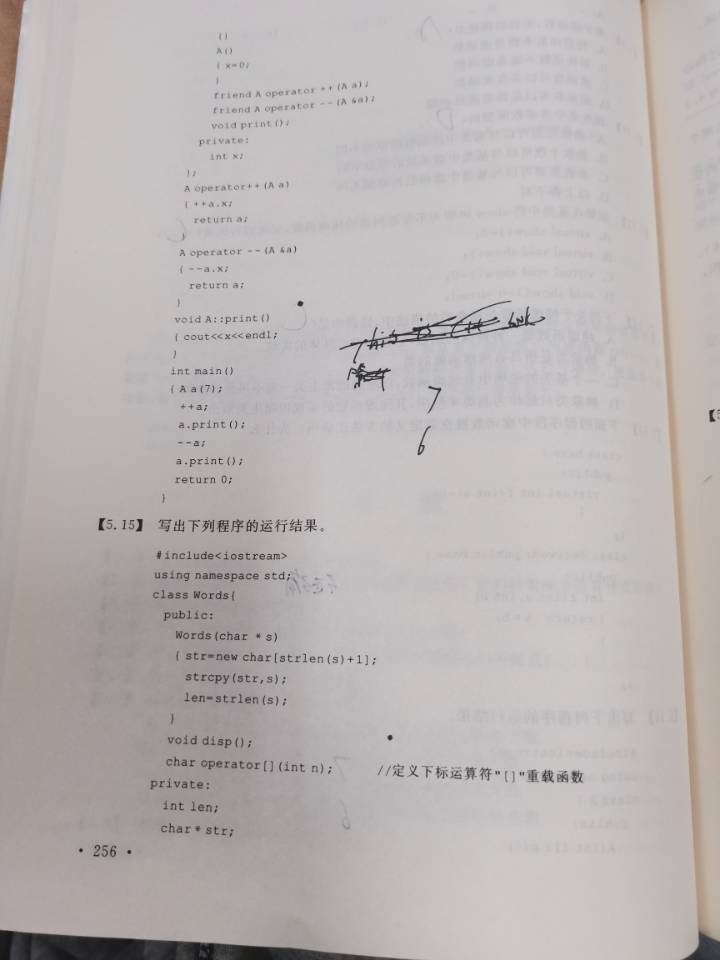 {}
A()
{ x=0;
}
friend A operator ++(A a);
friend A operator --(A &a);
void print();
private:
int x;
};
A operator++(A a)
{ ++a.x;
return a;
}
A operator --(A &a)
{ --a.x;
return a;
}
void A::print()
{ cout<<x<<endl;
}
int main()
{ A a(7);
++a;
a.print();
--a;
a.print();
return 0;
}
7
6
【5.15】 写出下列程序的运行结果。
#include<iostream>
using namespace std;
class Words{
public:
Words(char * s)
{ str=new char[strlen(s)+1];
strcpy(str,s);
len=strlen(s);
}
void disp();
char operator[](int n); //定义下标运算符"[]"重载函数
private:
int len;
char * str;
· 256 ·